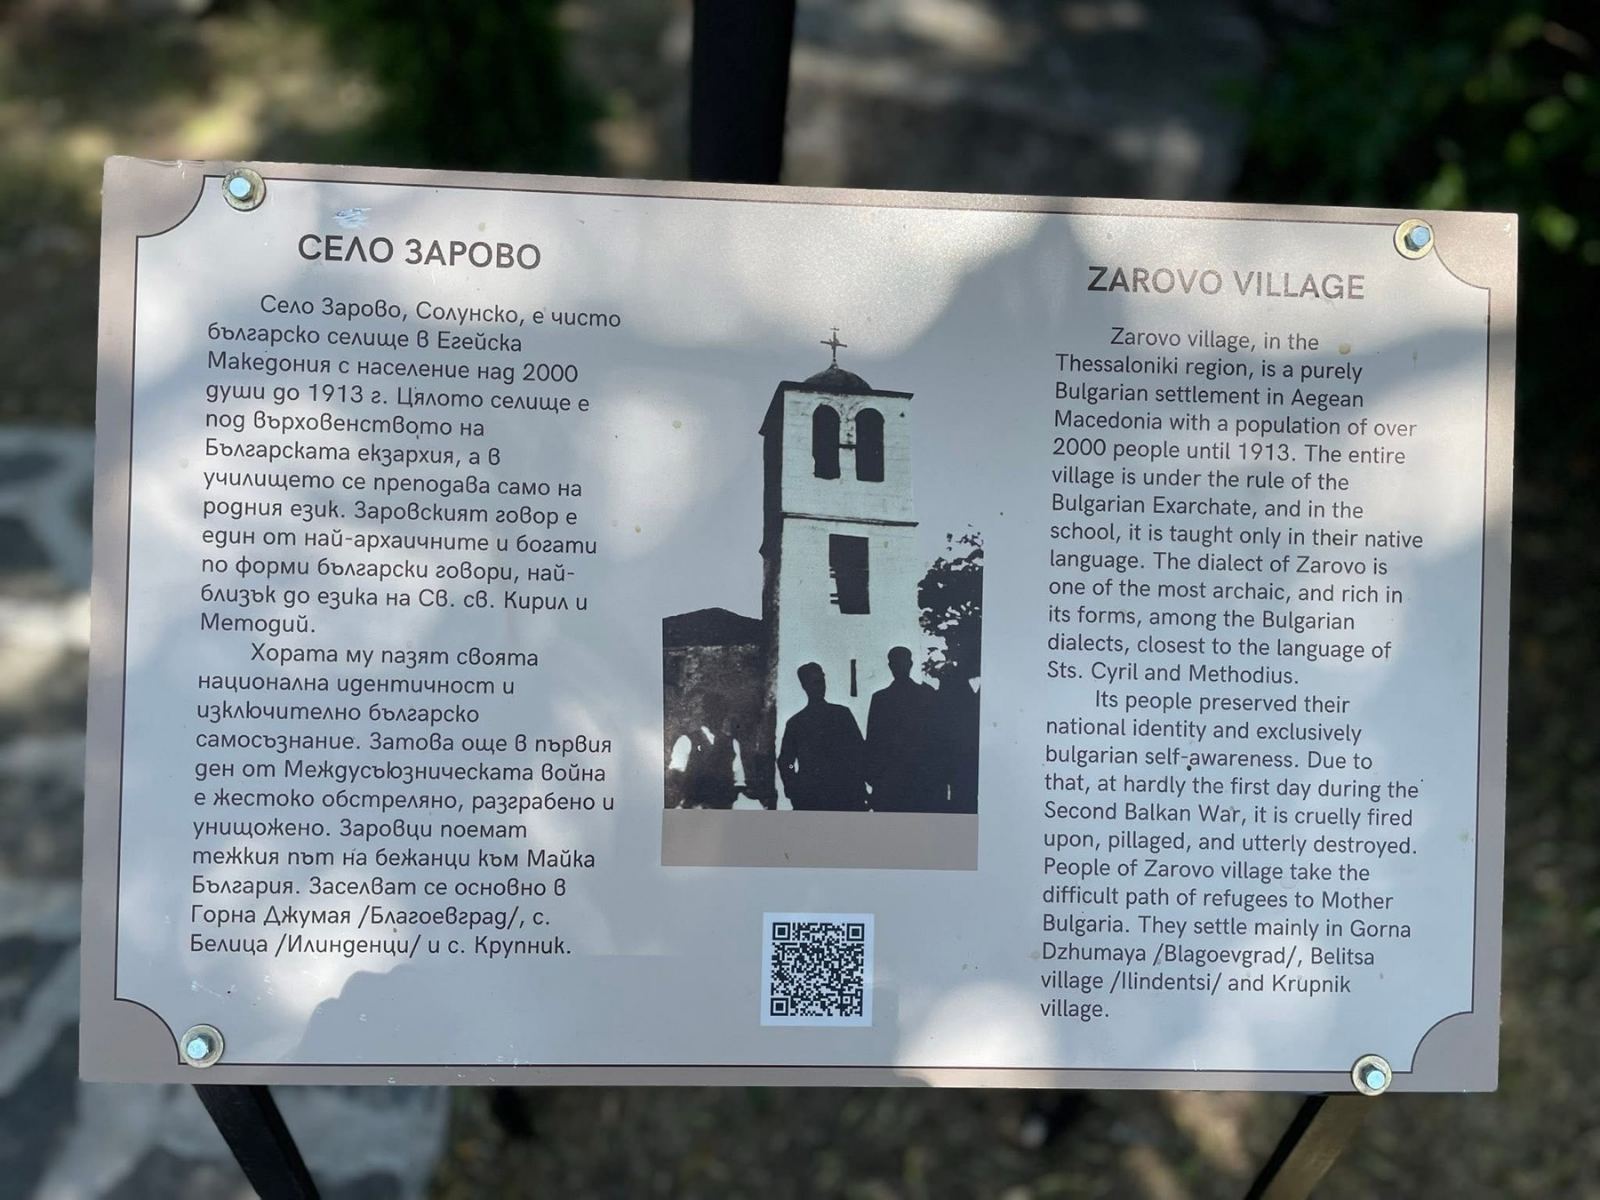 СЕЛО ЗАРОВО
Село Зарово, Солунско, е чисто
българско селище в Егейска
Македония с население над 2000
души до 1913 г. Цялото селище е
под върховенството на
Българската екзархия, а в
училището се преподава само на
родния език. Заровският говор е
един от най-архаичните и богати
по форми български говори, най-
близък до езика на Св. св. Кирил и
Методий.
Хората му пазят своята
национална идентичност и
изключително българско
самосъзнание. Затова още в първия
ден от Междусъюзническата война
е жестоко обстреляно, разграбено и
унищожено. Заровци поемат
тежкия път на бежанци към Майка
България. Заселват се основно в
Горна Джумая /Благоевград/, с.
Белица /Илинденци/ и с. Крупник.
ZAROVO VILLAGE
Zarovo village, in the
Thessaloniki region, is a purely
Bulgarian settlement in Aegean
Macedonia with a population of over
2000 people until 1913. The entire
village is under the rule of the
Bulgarian Exarchate, and in the
school, it is taught only in their native
language. The dialect of Zarovo is
one of the most archaic, and rich in
its forms, among the Bulgarian
dialects, closest to the language of
Sts. Cyril and Methodius.
Its people preserved their
national identity and exclusively
bulgarian self-awareness. Due to
that, at hardly the first day during the
Second Balkan War, it is cruelly fired
upon, pillaged, and utterly destroyed.
People of Zarovo village take the
difficult path of refugees to Mother
Bulgaria. They settle mainly in Gorna
Dzhumaya /Blagoevgrad/, Belitsa
village /Ilindentsi/ and Krupnik
village.